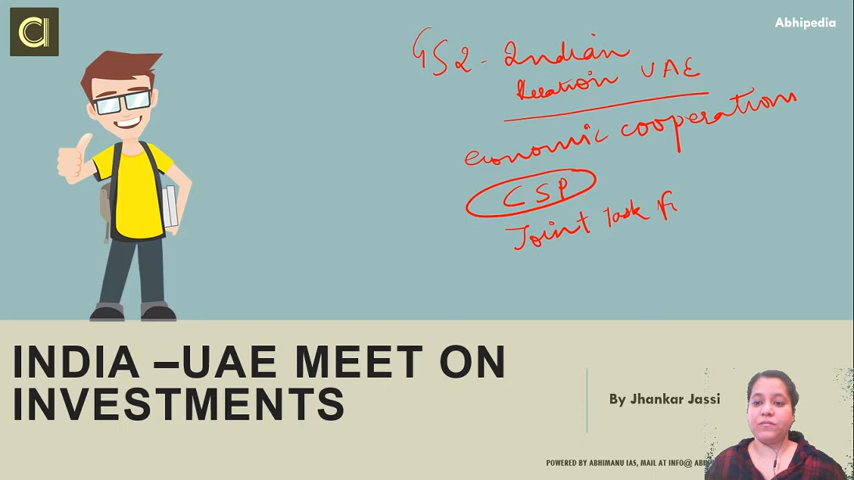 Abhipedia
GS2 - Indian
Relation UAE
economic cooperation
CSP
Joint Task
INDIA –UAE MEET ON
INVESTMENTS
By Jhankar Jassi
POWERED BY ABHIMANU IAS, MAIL AT INFO@